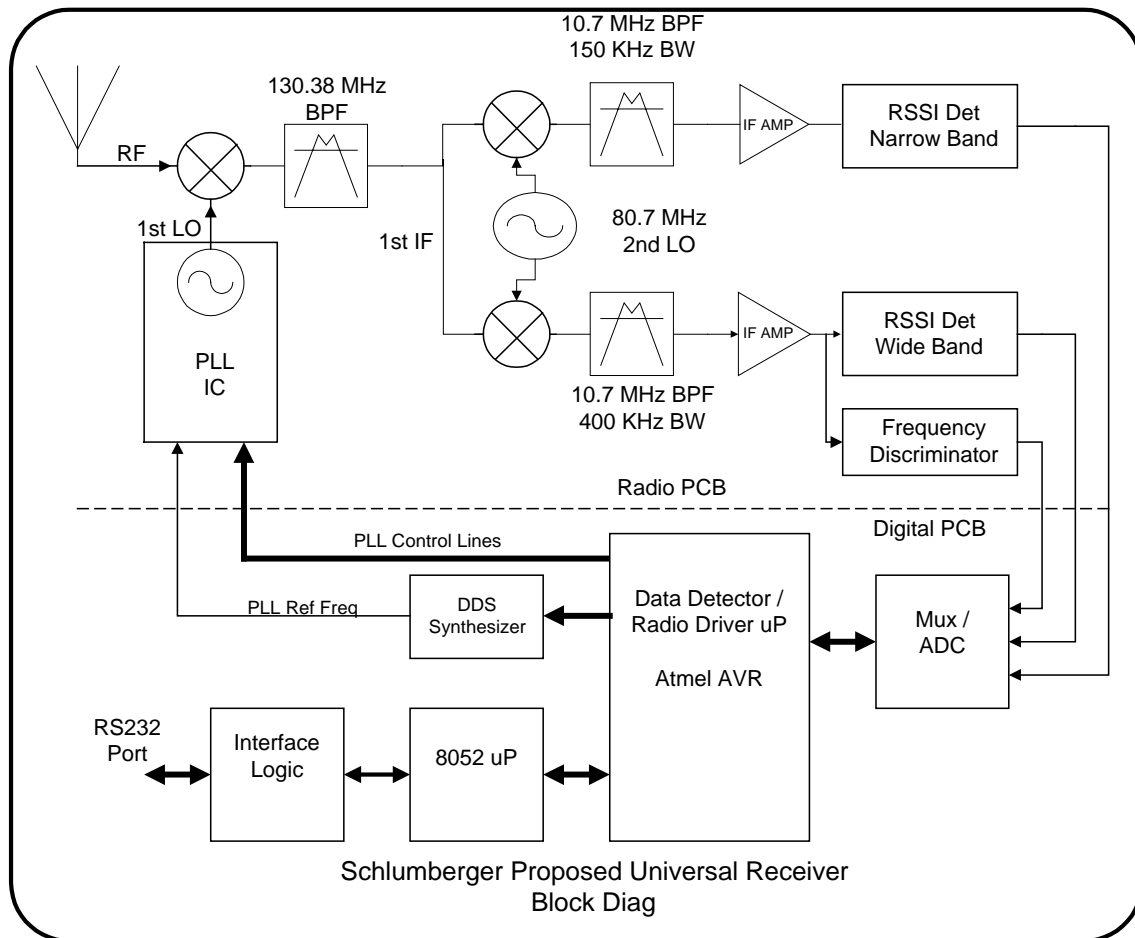 10.7 MHz BPF
150 KHz BW
130.38 MHz
BPF
RF
IF AMP
RSSI Det
Narrow Band
1st LO
1st IF
80.7 MHz
2nd LO
PLL
IC
IF AMP
RSSI Det
Wide Band
10.7 MHz BPF
400 KHz BW
Frequency
Discriminator
Radio PCB
Digital PCB
PLL Control Lines
PLL Ref Freq
DDS
Synthesizer
Data Detector /
Radio Driver uP
Atmel AVR
Mux /
ADC
RS232
Port
Interface
Logic
8052 uP
Schlumberger Proposed Universal Receiver
Block Diag